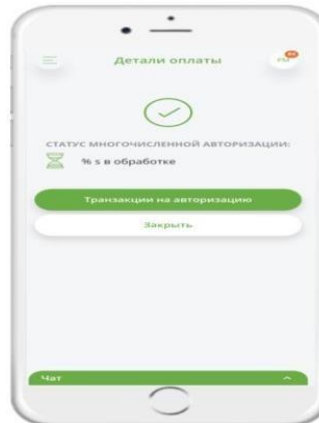 Детали оплаты
СТАТУС МНОГОЧИСЛЕННОЙ АВТОРИЗАЦИИ:
% s в обработке
Транзакции на авторизацию
Закрыть
Чат